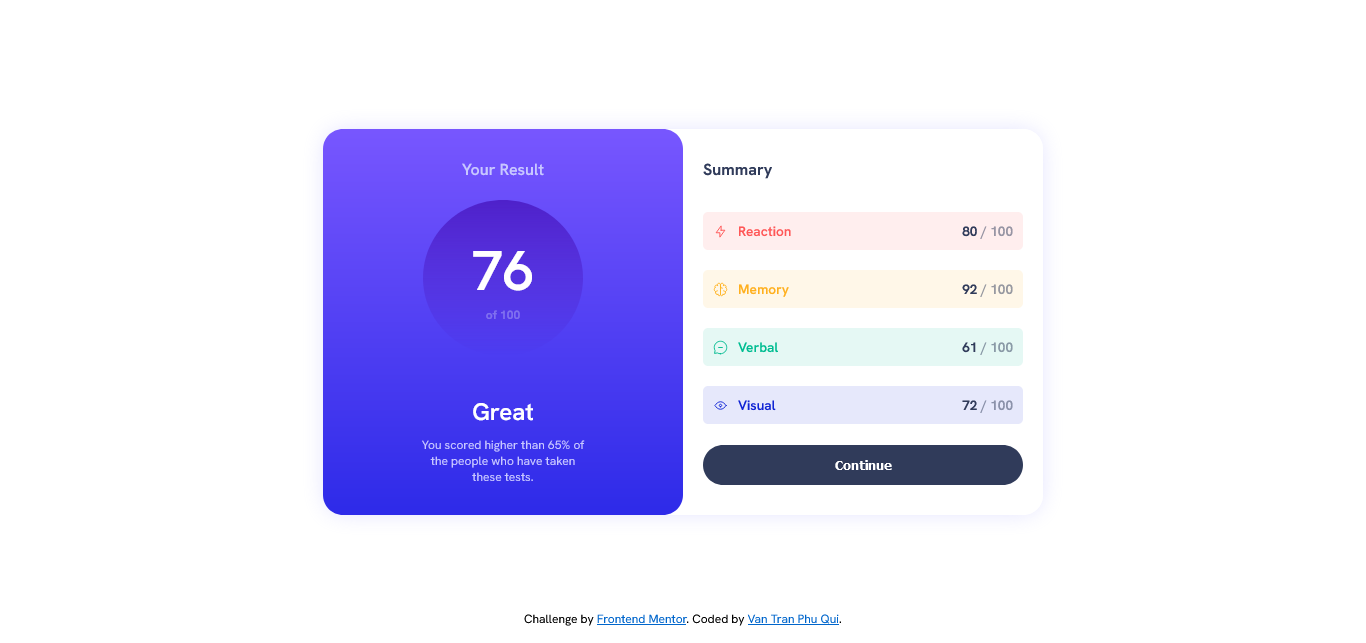 Your Result
76
of 100
Great
You scored higher than 65% of
the people who have taken
these tests.
Summary
Reaction 80 / 100
Memory 92 / 100
Verbal 61 / 100
Visual 72 / 100
Continue
Challenge by Frontend Mentor. Coded by Van Tran Phu Qui.